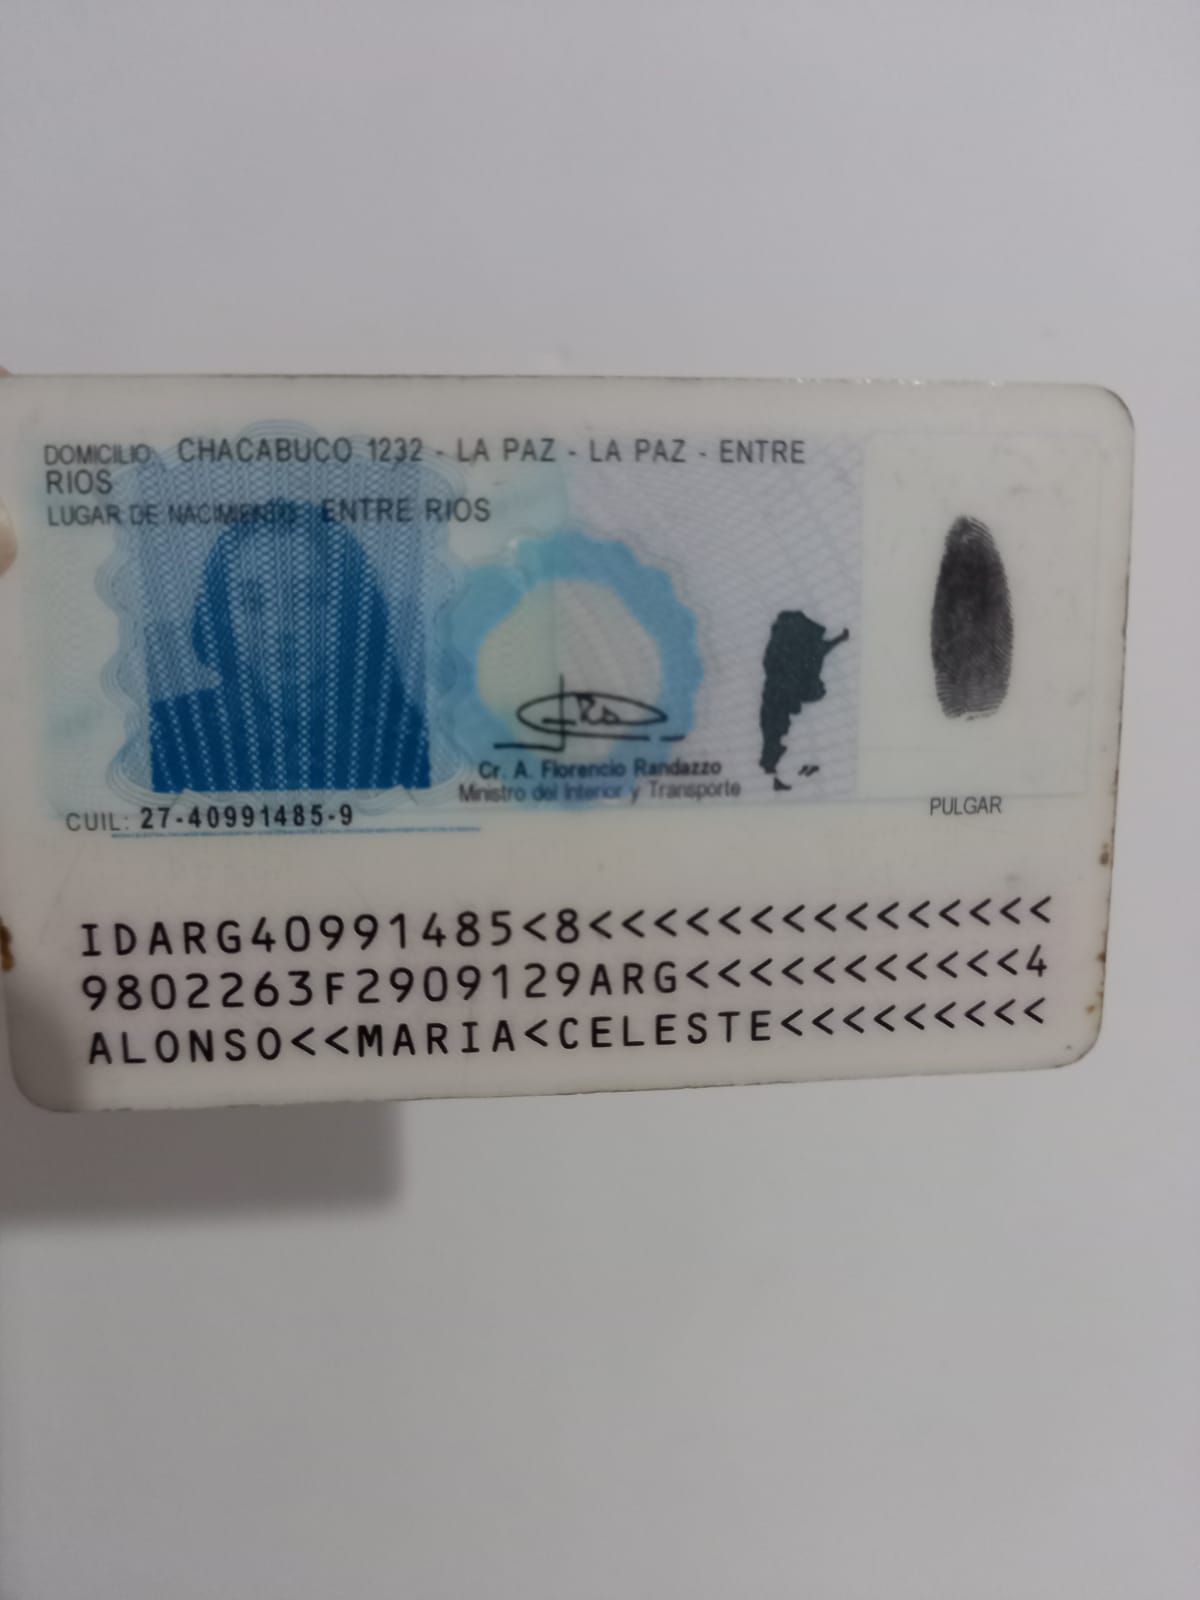 DOMICILIO: CHACABUCO 1232 - LA PAZ - LA PAZ - ENTRE
RIOS
LUGAR DE NACIMIENTO: ENTRE RIOS
Cr. A. Florencio Randazzo
Ministro del Interior y Transporte
CUIL: 27-40991485-9
PULGAR
IDARG40991485<8<<<<<<<<<<<<<<<
9802263F2909129ARG<<<<<<<<<<<4
ALONSO<<MARIA<CELESTE<<<<<<<<<